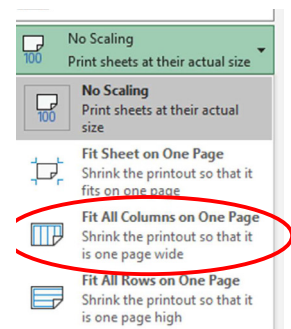 No Scaling
100
Print sheets at their actual size
No Scaling
100
Print sheets at their actual
size
Fit Sheet on One Page
Shrink the printout so that it
fits on one page
Fit All Columns on One Page
Shrink the printout so that it
is one page wide
Fit All Rows on One Page
Shrink the printout so that it
is one page high